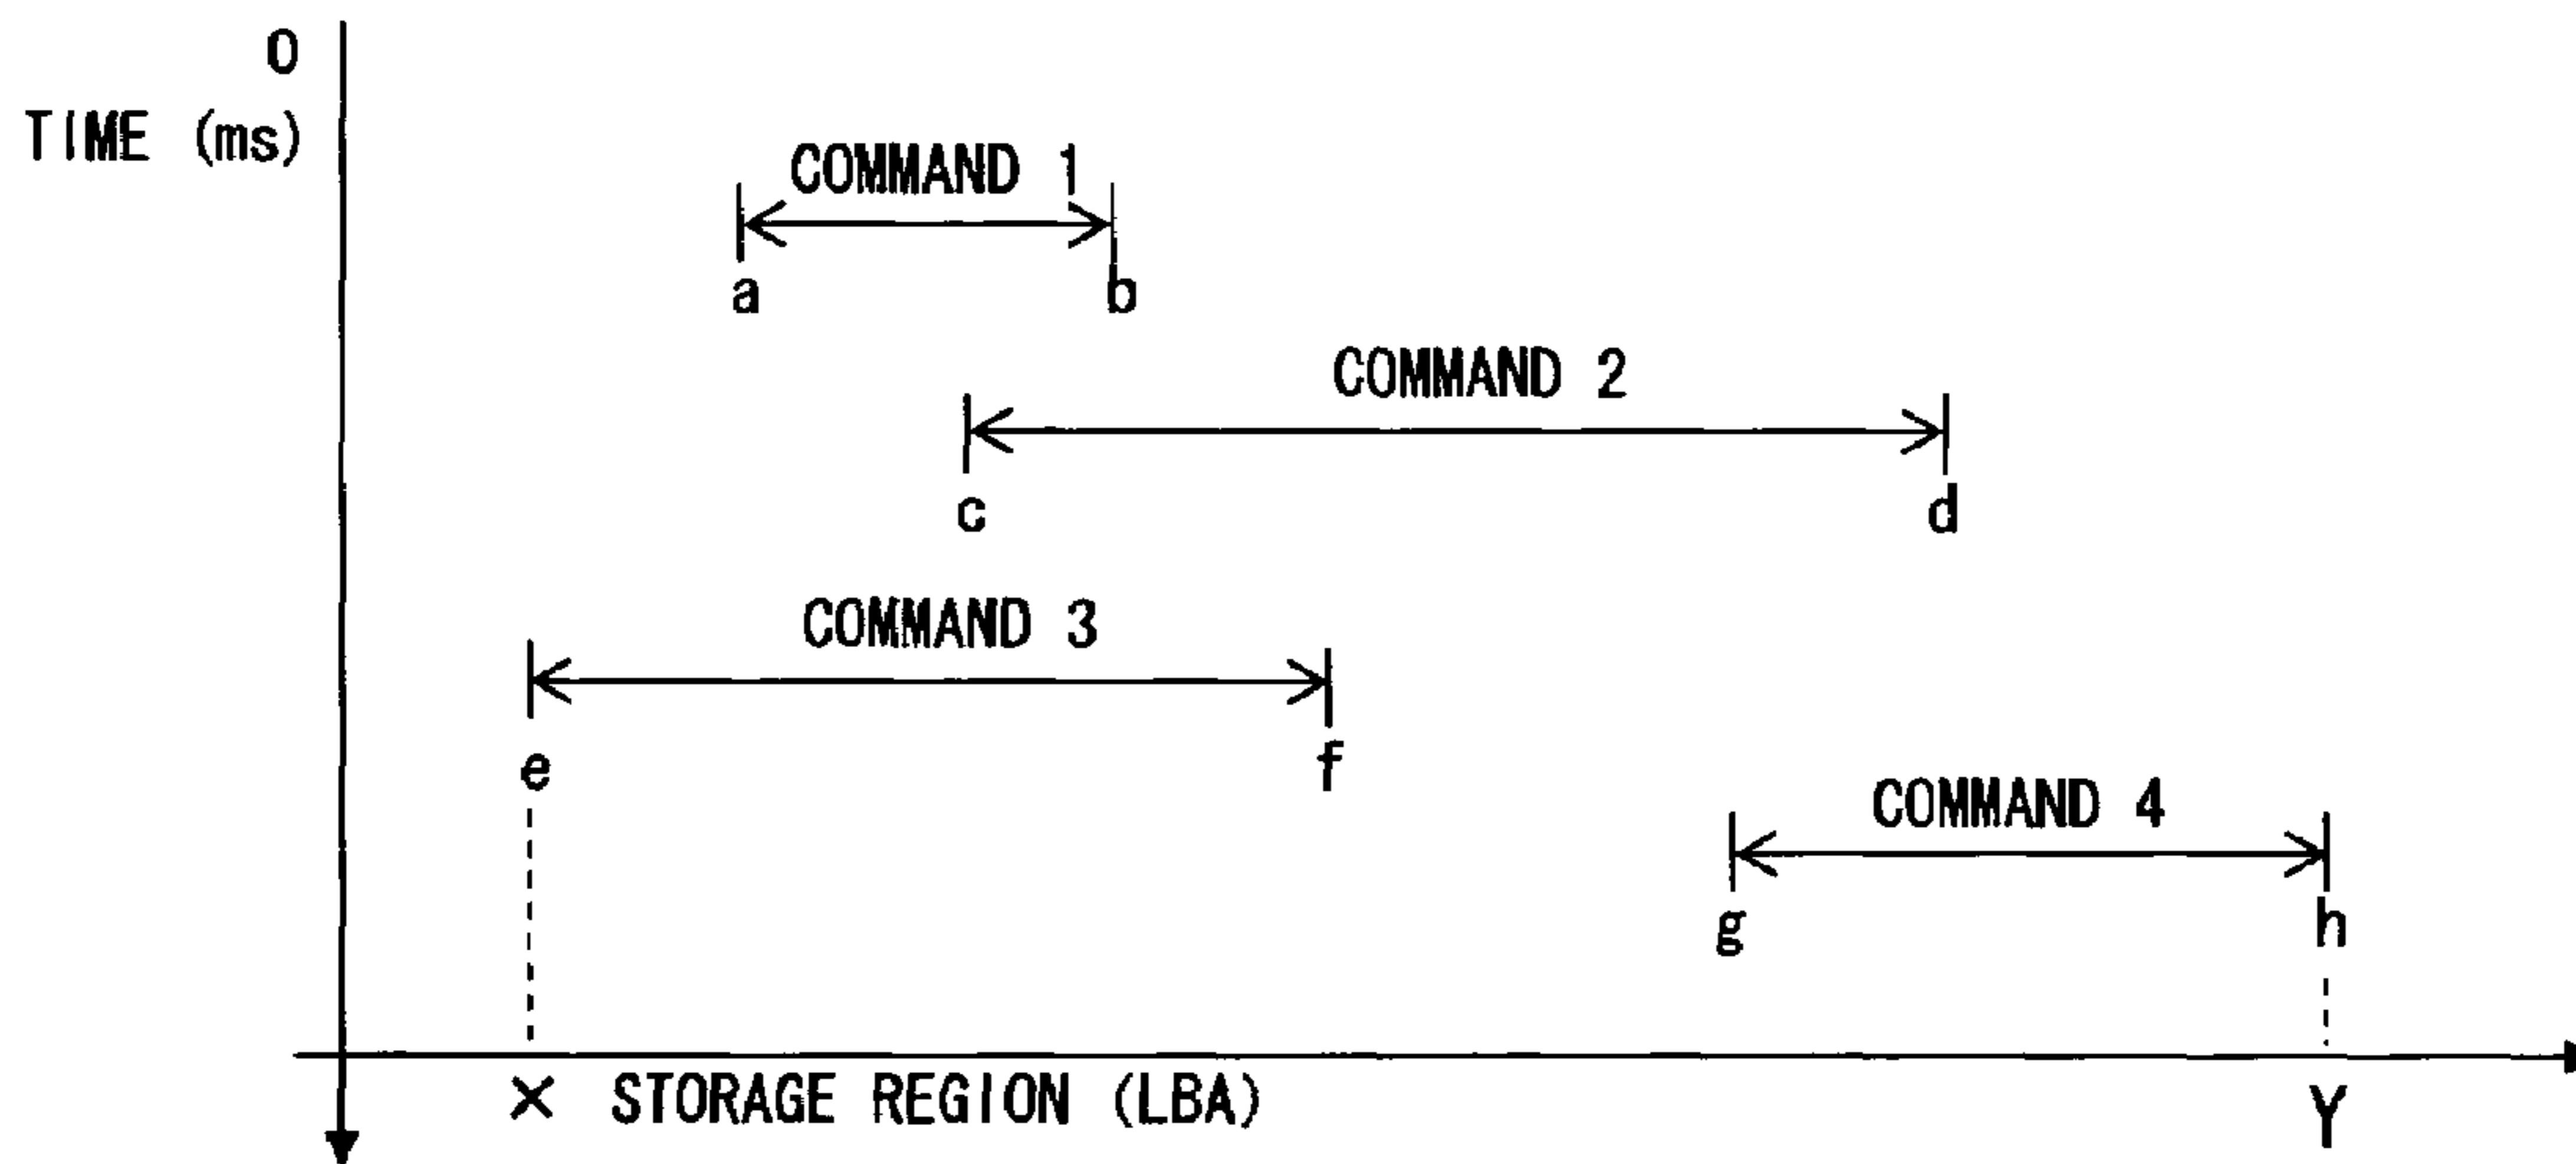 0
TIME (ms)
COMMAND 1
a b
COMMAND 2
c d
COMMAND 3
e f
COMMAND 4
g h
X STORAGE REGION (LBA) Y